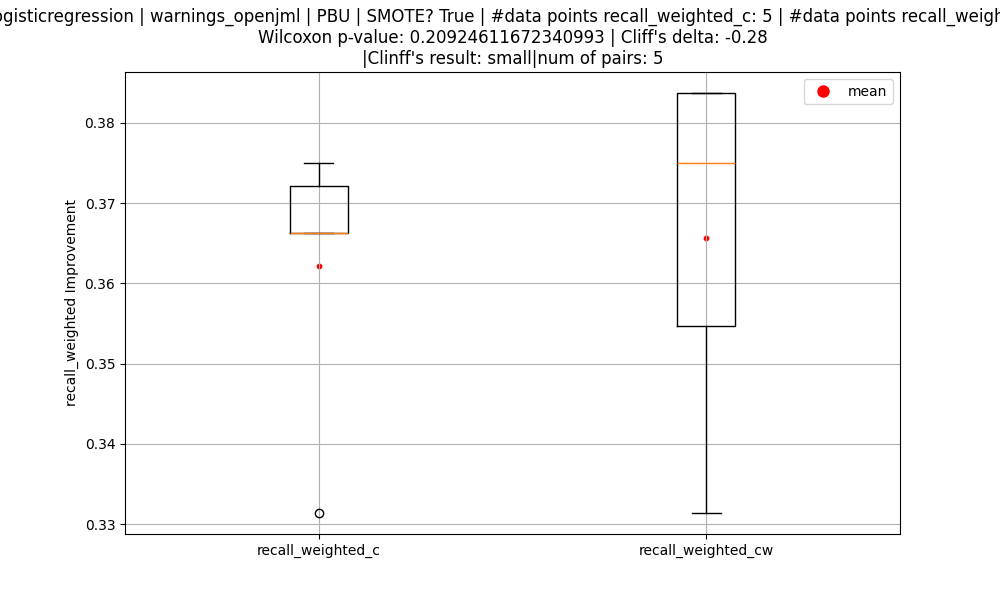 ogisticregression | warnings_openjml | PBU | SMOTE? True | #data points recall_weighted_c: 5 | #data points
Wilcoxon p-value: 0.20924611672340993 | Cliff's delta: -0.28
|Clinff's result: small|num of pairs: 5
mean
recall_weighted Improvement
0.38
0.37
0.36
0.35
0.34
0.33
recall_weighted_c
recall_weighted_cw